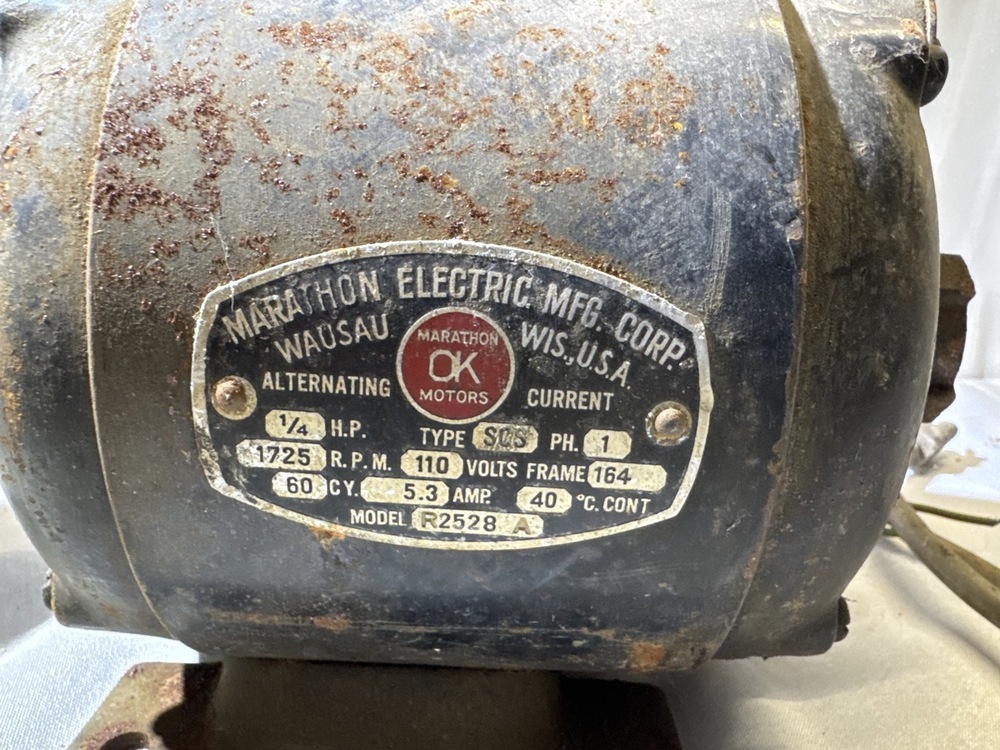 MARATHON ELECTRIC MFG. CORP.
WAUSAU WIS., U.S.A.
MARATHON
OK
MOTORS
ALTERNATING CURRENT
1/4 H.P. TYPE SCS PH. 1
1725 R.P.M. 110 VOLTS FRAME 164
60 CY. 5.3 AMP. 40 °C. CONT
MODEL R2528 A